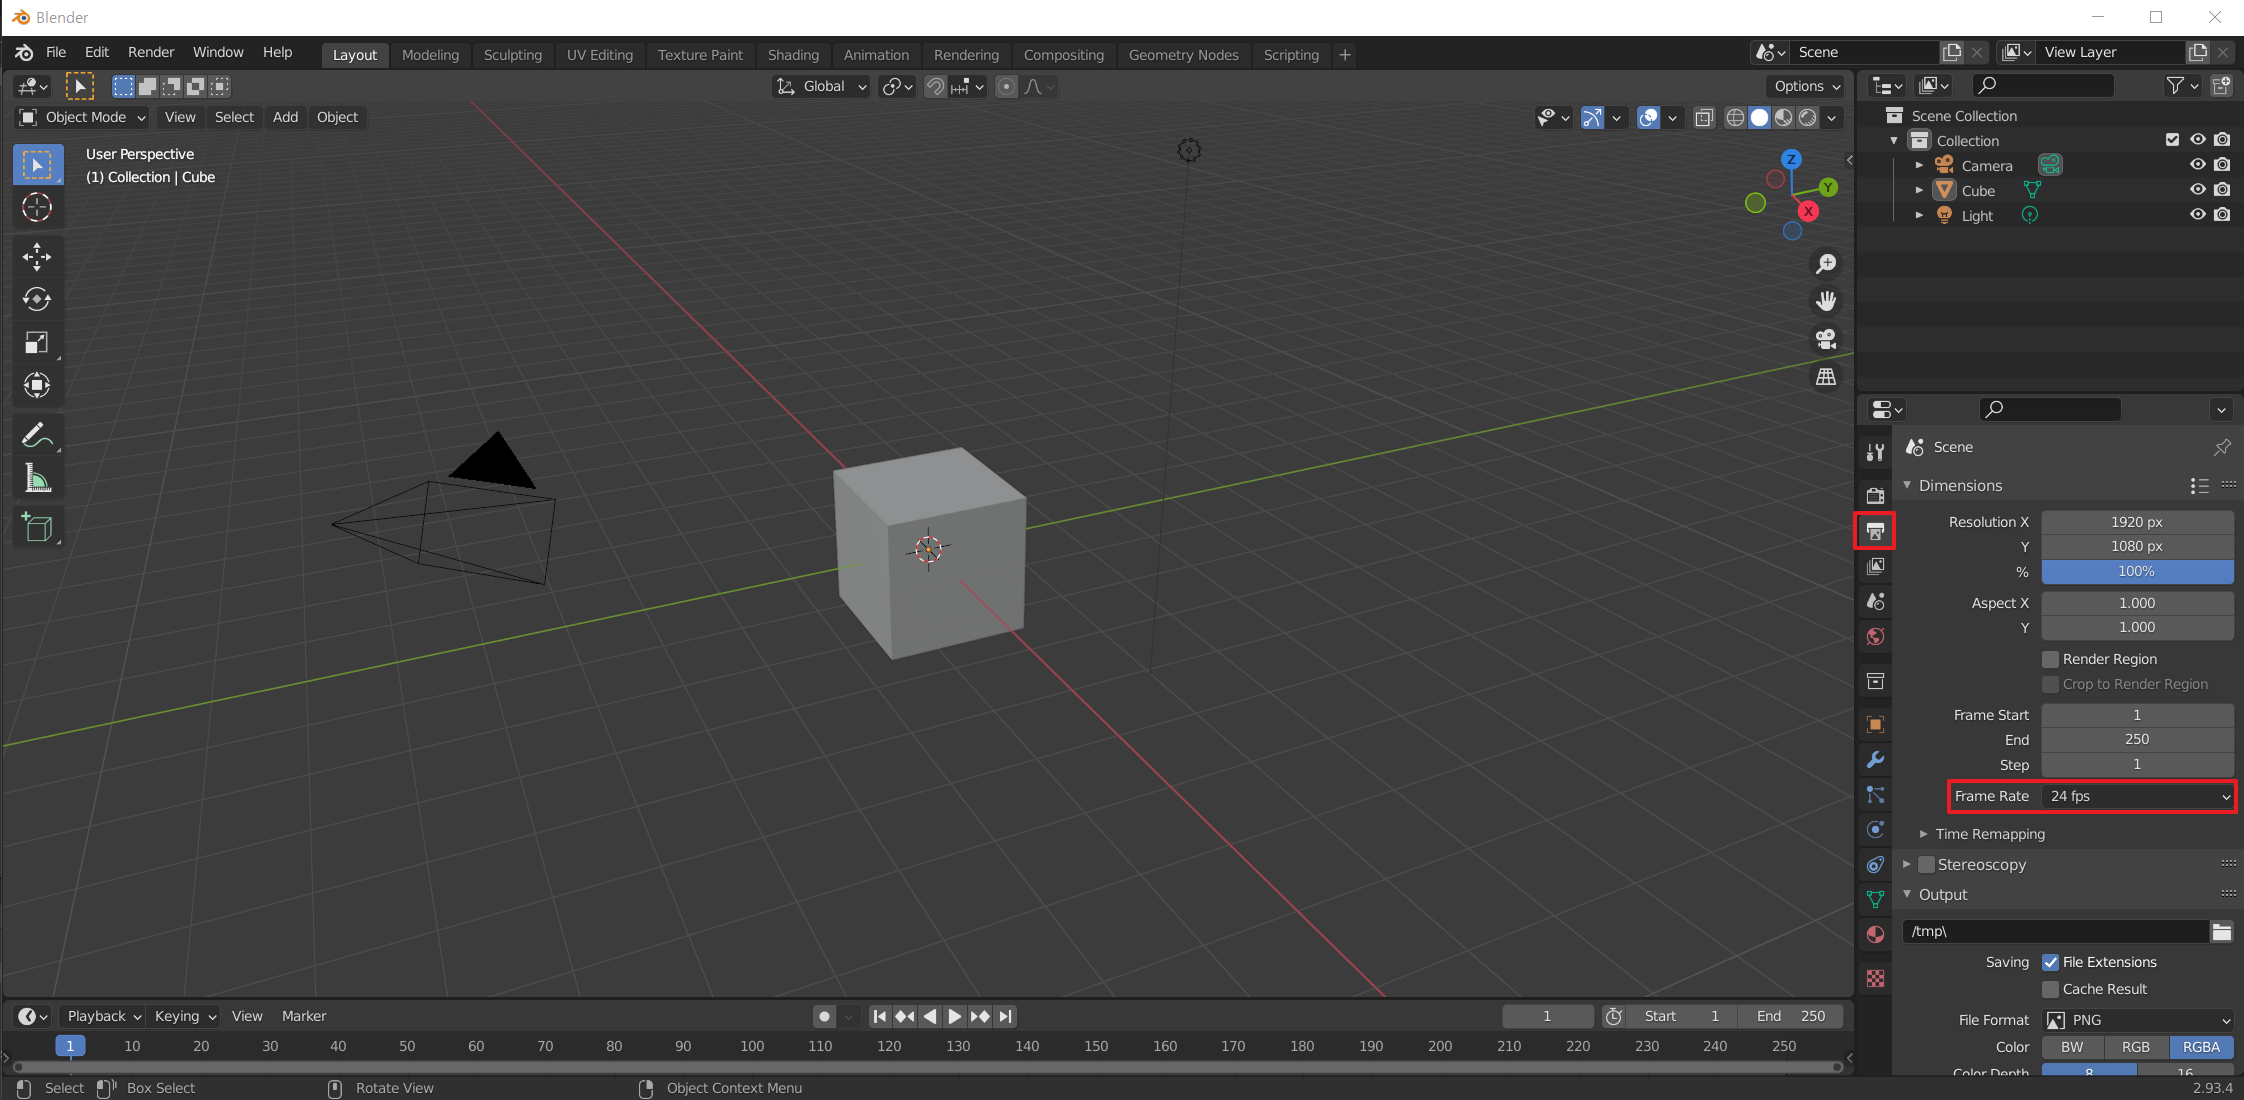 Blender
File Edit Render Window Help Layout Modeling Sculpting UV Editing Texture Paint Shading Animation Rendering Compositing Geometry Nodes Scripting + Scene View Layer
Global Options
Object Mode View Select Add Object
User Perspective
(1) Collection | Cube
Z
Y
X
Scene Collection
Collection
Camera
Cube
Light
Scene
Dimensions
Resolution X 1920 px
Y 1080 px
% 100%
Aspect X 1.000
Y 1.000
Render Region
Crop to Render Region
Frame Start 1
End 250
Step 1
Frame Rate 24 fps
Time Remapping
Stereoscopy
Output
/tmp\
Saving File Extensions
Cache Result
File Format PNG
Color BW RGB RGBA
Color Depth 8 16
Playback Keying View Marker 1 Start 1 End 250
1 10 20 30 40 50 60 70 80 90 100 110 120 130 140 150 160 170 180 190 200 210 220 230 240 250
Select Box Select Rotate View Object Context Menu 2.93.4